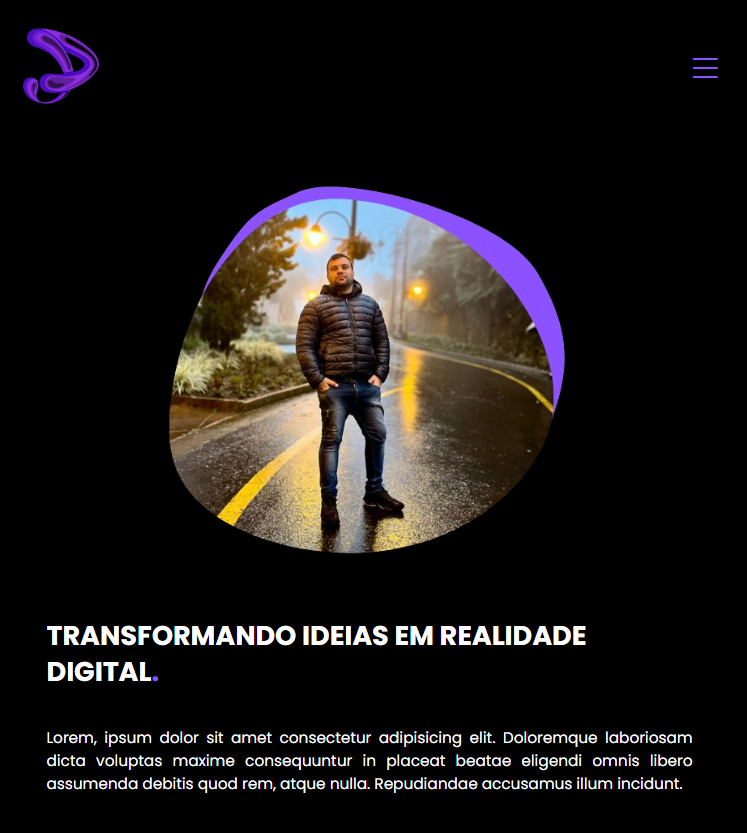 TRANSFORMANDO IDEIAS EM REALIDADE
DIGITAL.
Lorem, ipsum dolor sit amet consectetur adipisicing elit. Doloremque laboriosam
dicta voluptas maxime consequuntur in placeat beatae eligendi omnis libero
assumenda debitis quod rem, atque nulla. Repudiandae accusamus illum incidunt.